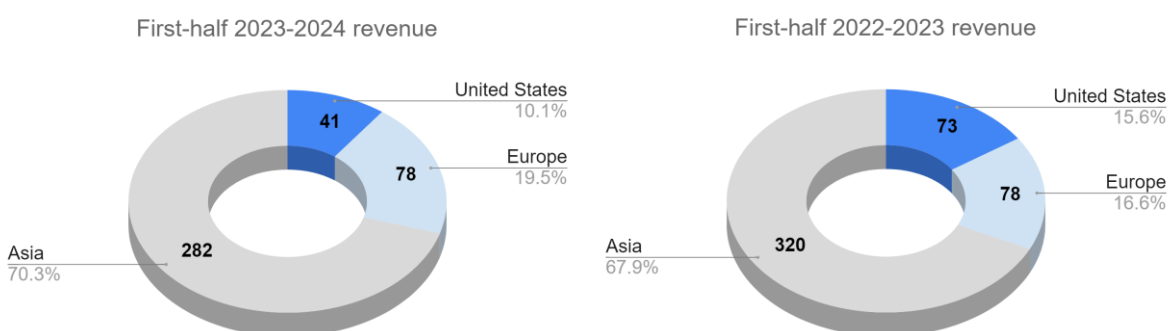 First-half 2023-2024 revenue
United States
10.1%
41
Europe
19.5%
78
Asia
70.3%
282
First-half 2022-2023 revenue
United States
15.6%
73
Europe
16.6%
78
Asia
67.9%
320